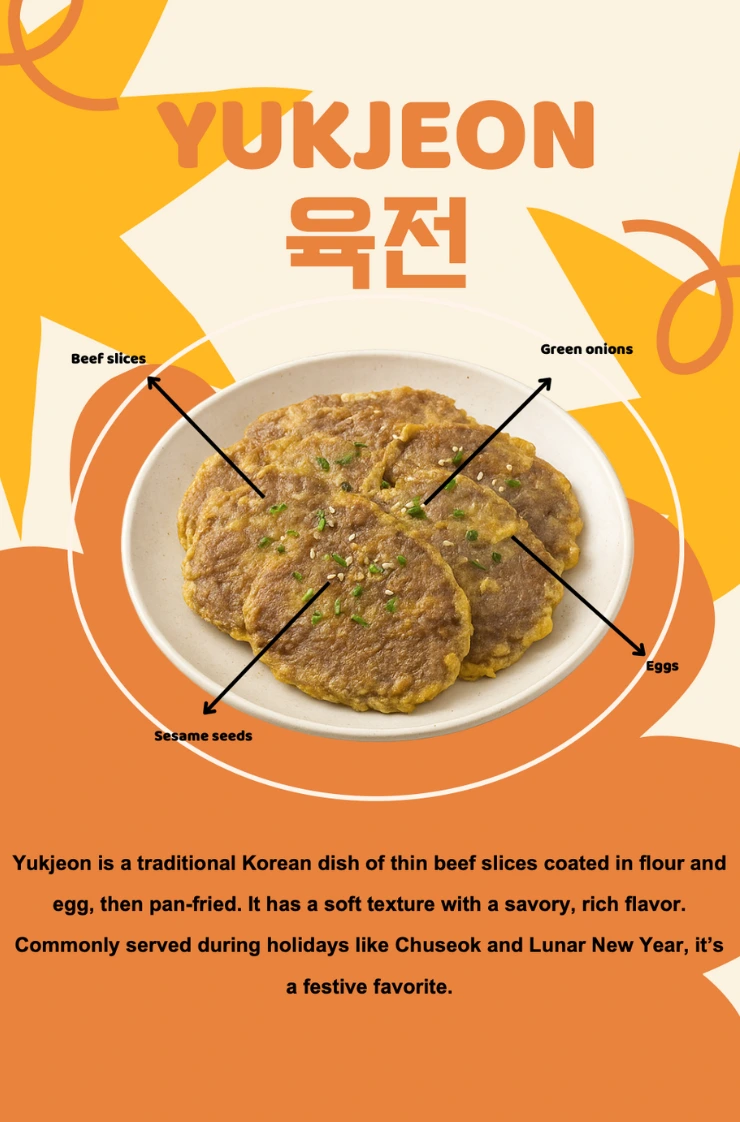 YUKJEON
육전
Beef slices
Green onions
Eggs
Sesame seeds
Yukjeon is a traditional Korean dish of thin beef slices coated in flour and
egg, then pan-fried. It has a soft texture with a savory, rich flavor.
Commonly served during holidays like Chuseok and Lunar New Year, it’s
a festive favorite.